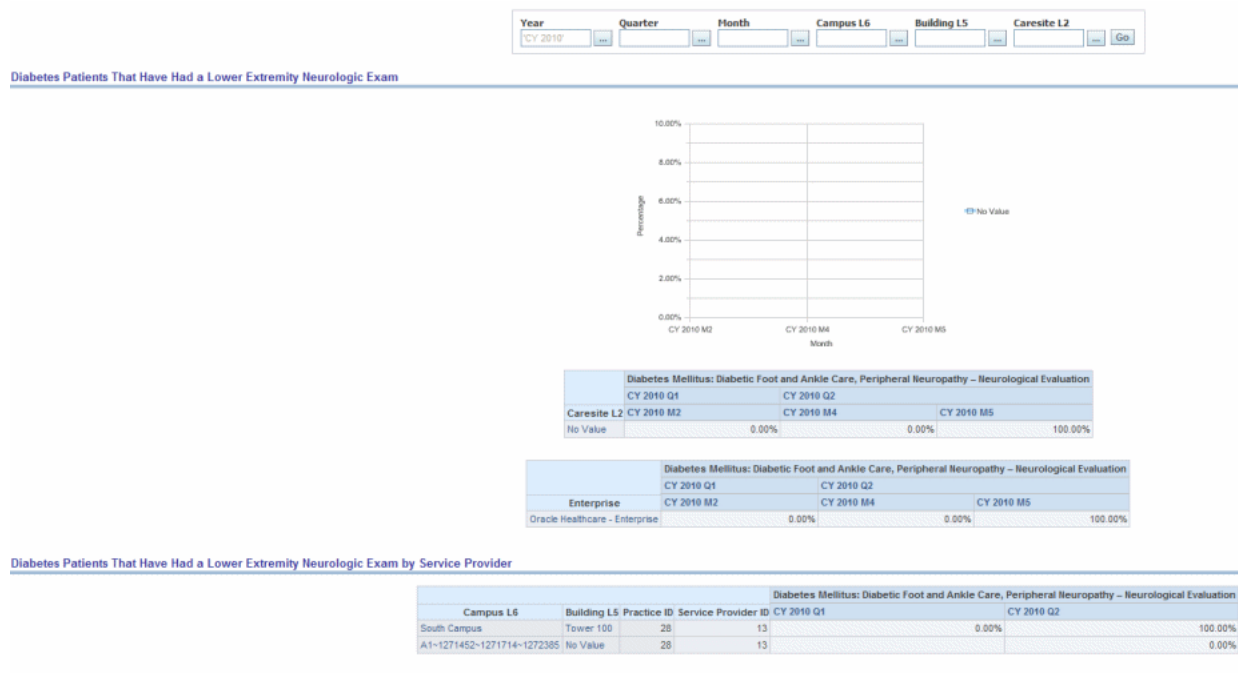 Year Quarter Month Campus L6 Building L5 Caresite L2
'CY 2010' ... ... ... ... ... ... Go
Diabetes Patients That Have Had a Lower Extremity Neurologic Exam
10.00%
8.00%
6.00%
4.00%
2.00%
0.00%
Percentage
CY 2010 M2 CY 2010 M4 CY 2010 M5
Month
No Value
Diabetes Mellitus: Diabetic Foot and Ankle Care, Peripheral Neuropathy – Neurological Evaluation
CY 2010 Q1 CY 2010 Q2
Caresite L2 CY 2010 M2 CY 2010 M4 CY 2010 M5
No Value 0.00% 0.00% 100.00%
Diabetes Mellitus: Diabetic Foot and Ankle Care, Peripheral Neuropathy – Neurological Evaluation
CY 2010 Q1 CY 2010 Q2
Enterprise CY 2010 M2 CY 2010 M4 CY 2010 M5
Oracle Healthcare - Enterprise 0.00% 0.00% 100.00%
Diabetes Patients That Have Had a Lower Extremity Neurologic Exam by Service Provider
Diabetes Mellitus: Diabetic Foot and Ankle Care, Peripheral Neuropathy – Neurological Evaluation
Campus L6 Building L5 Practice ID Service Provider ID CY 2010 Q1 CY 2010 Q2
South Campus Tower 100 28 13 0.00% 100.00%
A1~1271452~1271714~1272385 No Value 28 13 0.00%